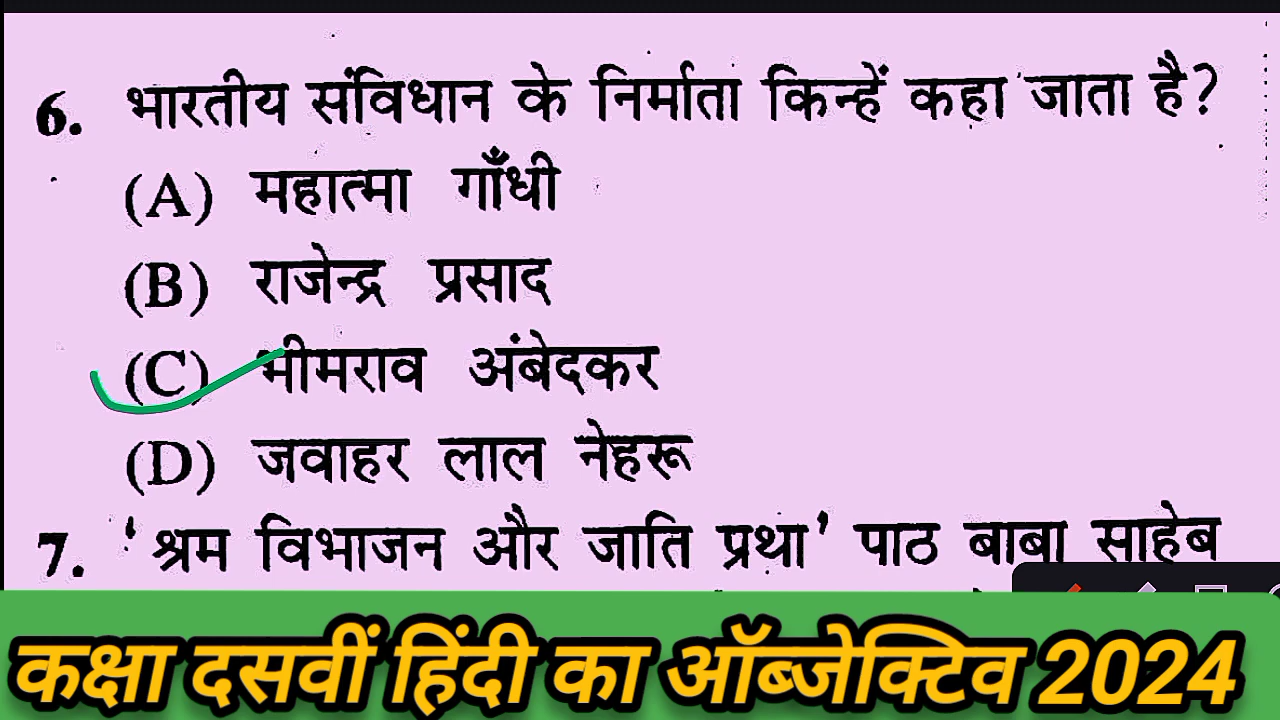 6. भारतीय संविधान के निर्माता किन्हें कहा जाता है?
(A) महात्मा गाँधी
(B) राजेन्द्र प्रसाद
(C) भीमराव अंबेदकर
(D) जवाहर लाल नेहरू
7. 'श्रम विभाजन और जाति प्रथा' पाठ बाबा साहेब
कक्षा दसवीं हिंदी का ऑब्जेक्टिव 2024